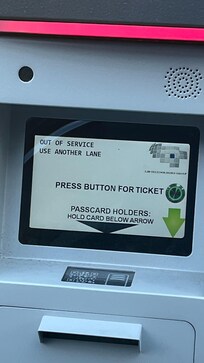 OUT OF SERVICE
USE ANOTHER LANE
PRESS BUTTON FOR TICKET
PASSCARD HOLDERS:
HOLD CARD BELOW ARROW